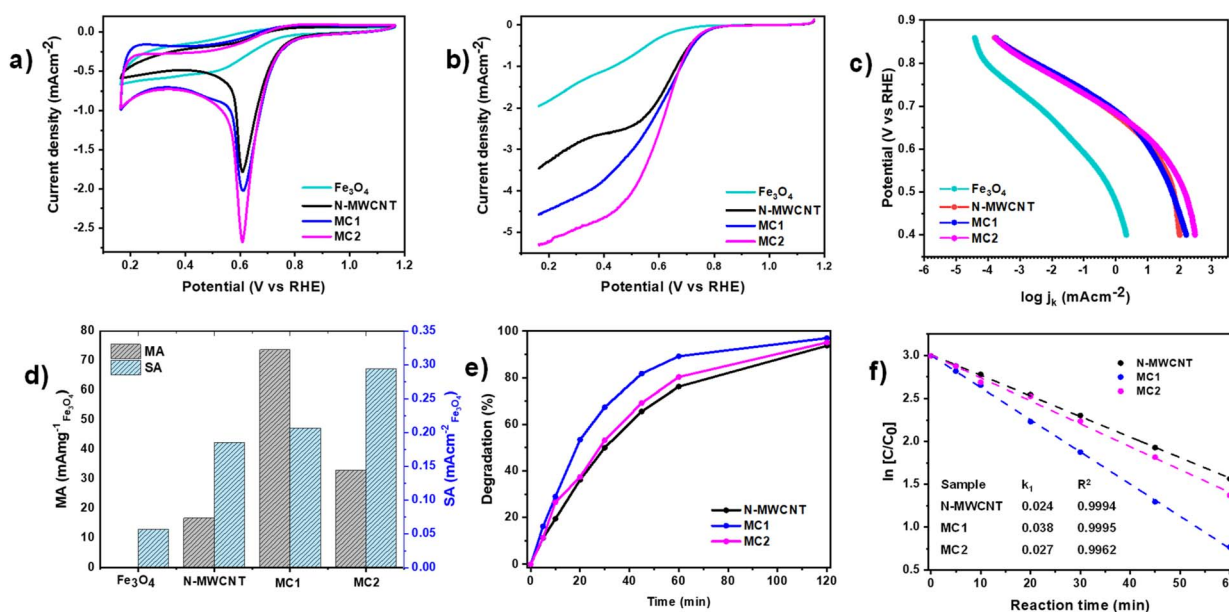 a)
0.0
-0.5
-1.0
-1.5
-2.0
-2.5
Current density (mAcm⁻²)
Fe₃O₄
N-MWCNT
MC1
MC2
0.2 0.4 0.6 0.8 1.0 1.2
Potential (V vs RHE)
b)
0
-1
-2
-3
-4
-5
Current density (mAcm⁻²)
Fe₃O₄
N-MWCNT
MC1
MC2
0.2 0.4 0.6 0.8 1.0 1.2
Potential (V vs RHE)
c)
0.9
0.8
0.7
0.6
0.5
0.4
Potential (V vs RHE)
Fe₃O₄
N-MWCNT
MC1
MC2
-6 -5 -4 -3 -2 -1 0 1 2 3
log jₖ (mAcm⁻²)
d)
80
70
60
50
40
30
20
10
0
MA (mAmg⁻¹ Fe₃O₄)
MA
SA
0.35
0.30
0.25
0.20
0.15
0.10
0.05
0.00
SA (mAcm⁻² Fe₃O₄)
Fe₃O₄ N-MWCNT MC1 MC2
e)
100
80
60
40
20
0
Degradation (%)
N-MWCNT
MC1
MC2
0 20 40 60 80 100 120
Time (min)
f)
3.0
2.5
2.0
1.5
1.0
0.5
ln [C/C₀]
N-MWCNT
MC1
MC2
Sample k₁ R²
N-MWCNT 0.024 0.9994
MC1 0.038 0.9995
MC2 0.027 0.9962
0 10 20 30 40 50 60
Reaction time (min)